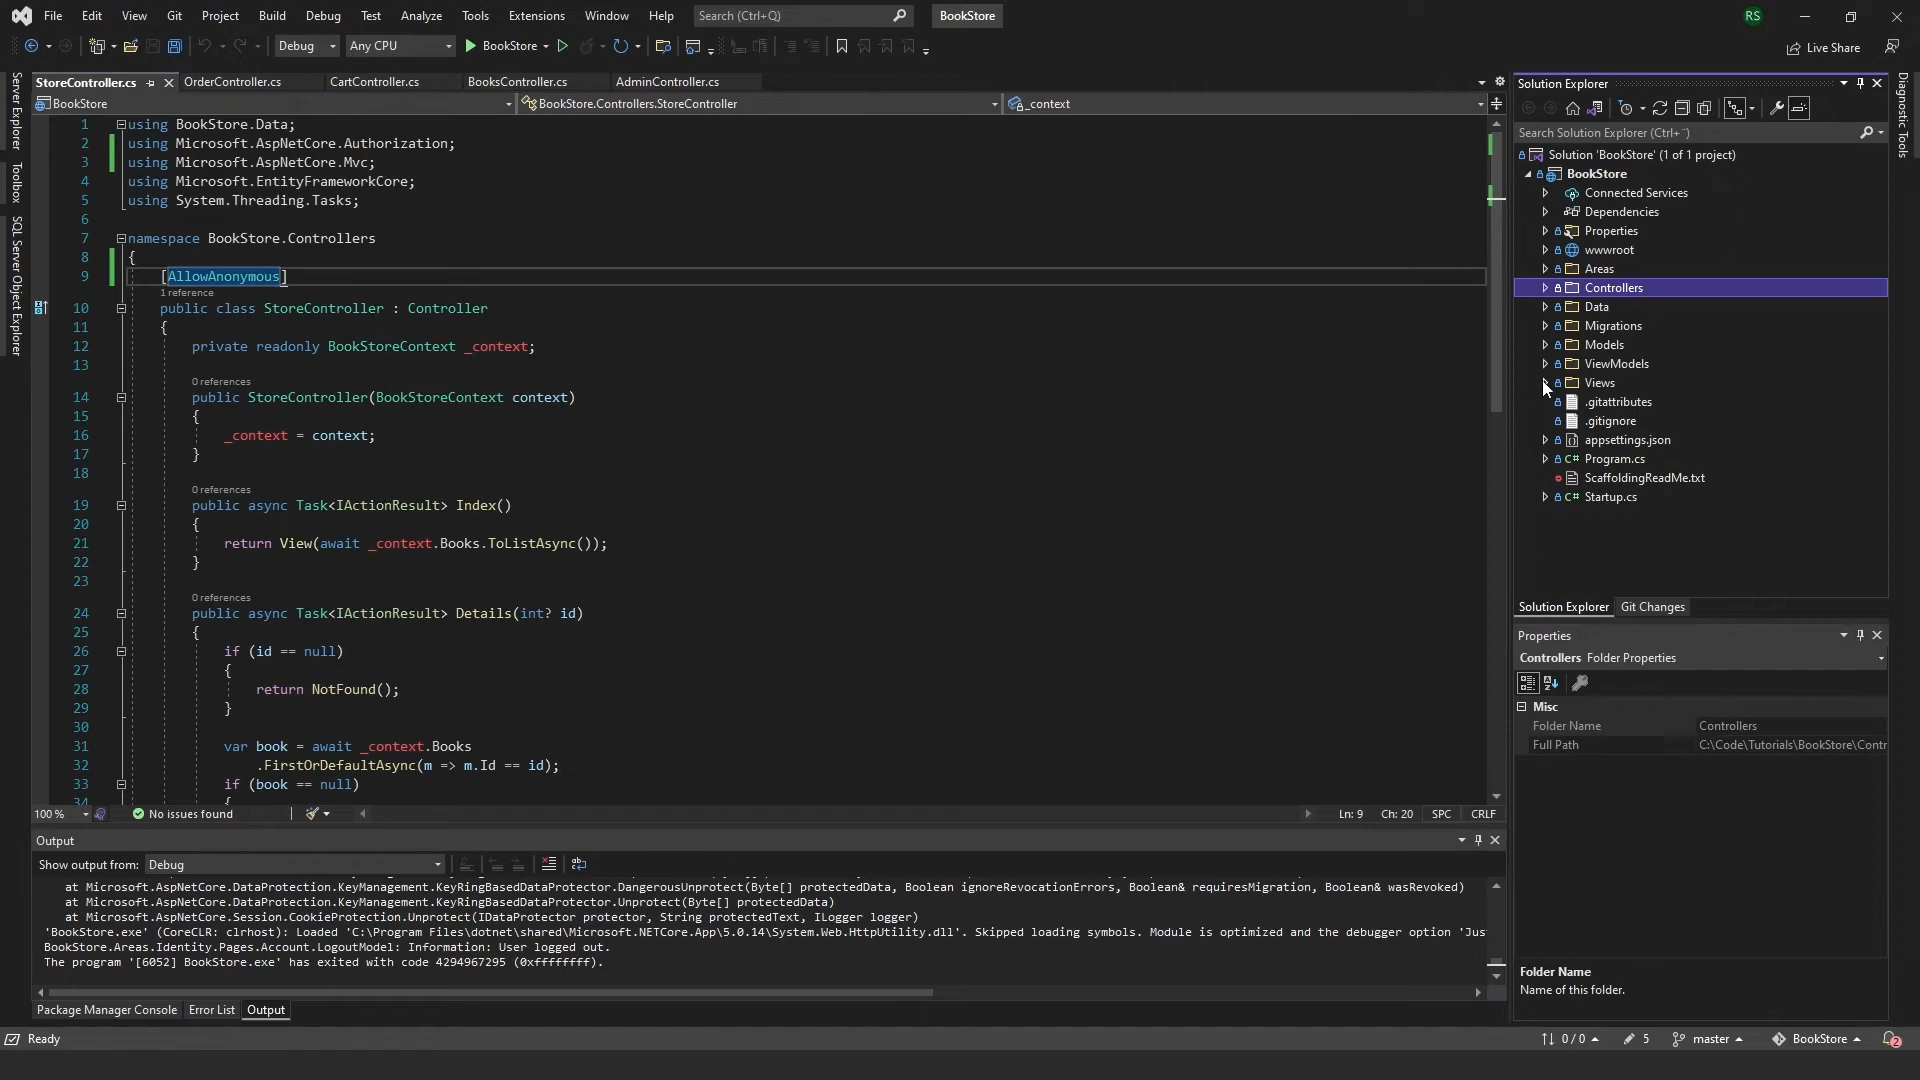 File Edit View Git Project Build Debug Test Analyze Tools Extensions Window Help Search (Ctrl+Q) BookStore RS
Debug Any CPU BookStore Live Share
StoreController.cs OrderController.cs CartController.cs BooksController.cs AdminController.cs
BookStore BookStore.Controllers.StoreController _context
1 using BookStore.Data;
2 using Microsoft.AspNetCore.Authorization;
3 using Microsoft.AspNetCore.Mvc;
4 using Microsoft.EntityFrameworkCore;
5 using System.Threading.Tasks;
6
7 namespace BookStore.Controllers
8 {
9 [AllowAnonymous]
1 reference
10 public class StoreController : Controller
11 {
12 private readonly BookStoreContext _context;
13
0 references
14 public StoreController(BookStoreContext context)
15 {
16 _context = context;
17 }
18
0 references
19 public async Task<IActionResult> Index()
20 {
21 return View(await _context.Books.ToListAsync());
22 }
23
0 references
24 public async Task<IActionResult> Details(int? id)
25 {
26 if (id == null)
27 {
28 return NotFound();
29 }
30
31 var book = await _context.Books
32 .FirstOrDefaultAsync(m => m.Id == id);
33 if (book == null)
34 {
100 % No issues found Ln: 9 Ch: 20 SPC CRLF
Output
Show output from: Debug
at Microsoft.AspNetCore.DataProtection.KeyManagement.KeyRingBasedDataProtector.DangerousUnprotect(Byte[] protectedData, Boolean ignoreRevocationErrors, Boolean& requiresMigration, Boolean& wasRevoked)
at Microsoft.AspNetCore.DataProtection.KeyManagement.KeyRingBasedDataProtector.Unprotect(Byte[] protectedData)
at Microsoft.AspNetCore.Session.CookieProtection.Unprotect(IDataProtector protector, String protectedText, ILogger logger)
'BookStore.exe' (CoreCLR: clrhost): Loaded 'C:\Program Files\dotnet\shared\Microsoft.NETCore.App\5.0.14\System.Web.HttpUtility.dll'. Skipped loading symbols. Module is optimized and the debugger option 'Jus
BookStore.Areas.Identity.Pages.Account.LogoutModel: Information: User logged out.
The program '[6052] BookStore.exe' has exited with code 4294967295 (0xffffffff).
Package Manager Console Error List Output
Ready 0 / 0 5 master BookStore 2
Server Explorer
Toolbox
SQL Server Object Explorer
Solution Explorer
Search Solution Explorer (Ctrl+¨)
Solution 'BookStore' (1 of 1 project)
BookStore
Connected Services
Dependencies
Properties
wwwroot
Areas
Controllers
Data
Migrations
Models
ViewModels
Views
.gitattributes
.gitignore
appsettings.json
C# Program.cs
ScaffoldingReadMe.txt
C# Startup.cs
Solution Explorer Git Changes
Properties
Controllers Folder Properties
Misc
Folder Name Controllers
Full Path C:\Code\Tutorials\BookStore\Contr
Folder Name
Name of this folder.
Diagnostic Tools